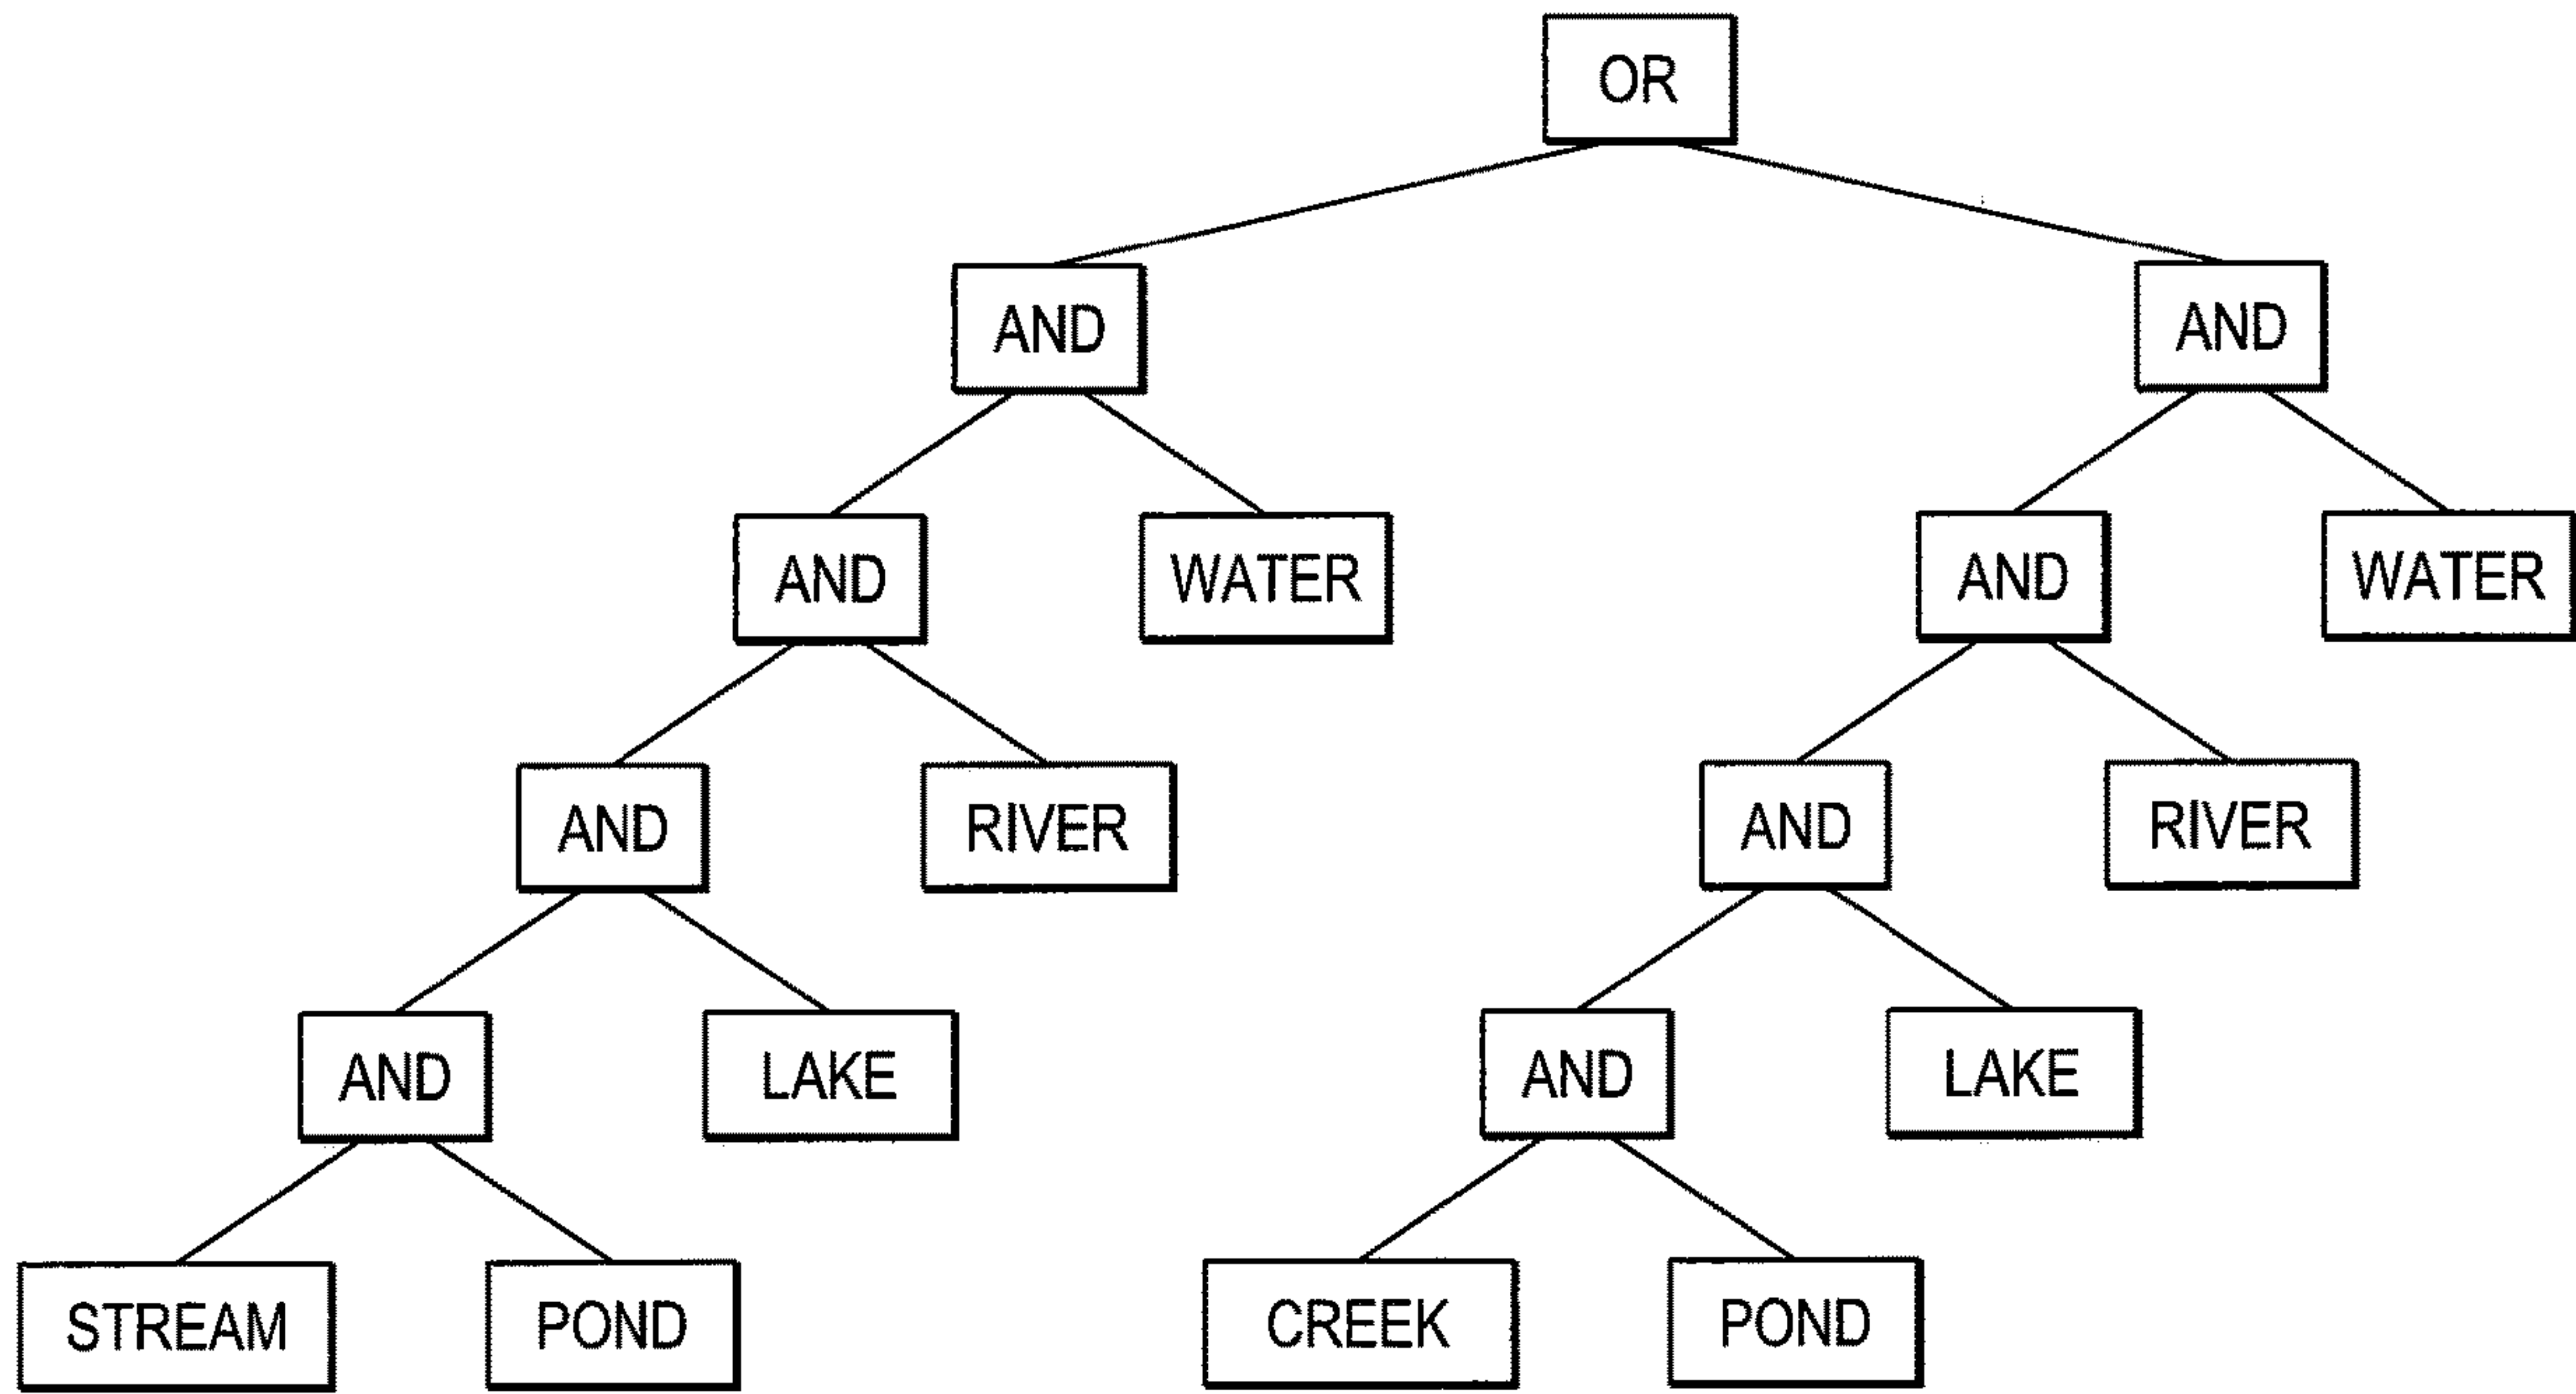 OR
AND AND
AND WATER AND WATER
AND RIVER AND RIVER
AND LAKE AND LAKE
STREAM POND CREEK POND